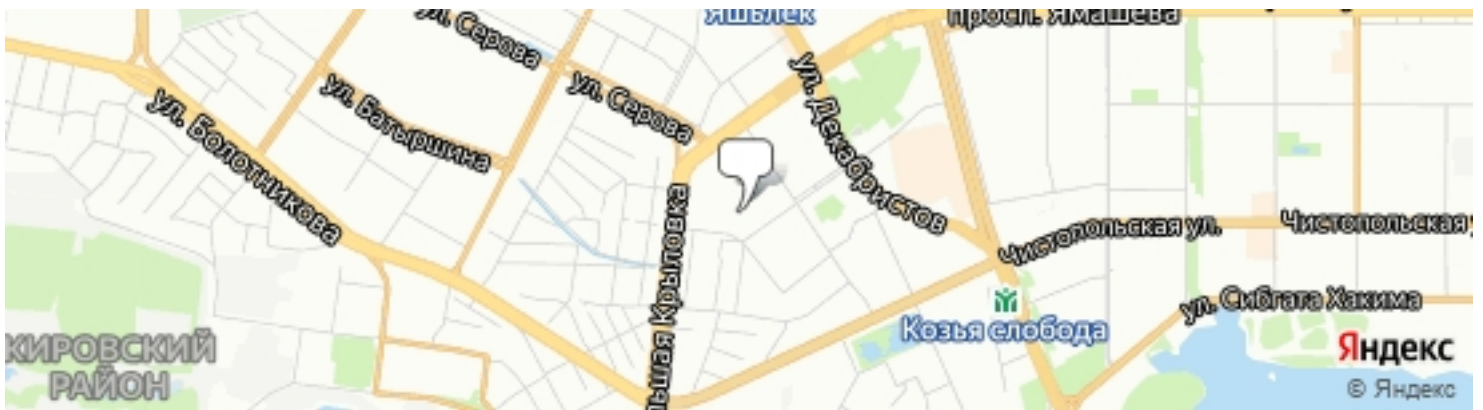 Яшьлек
просп. Ямашева
ул. Серова
ул. Серова
ул. Батыршина
ул. Болотникова
ул. Декабристов
Крыловка
Чистопольская ул.
Чистопольская
ул. Сибгата Хакима
Козья слобода
КИРОВСКИЙ
РАЙОН
Яндекс
© Яндекс